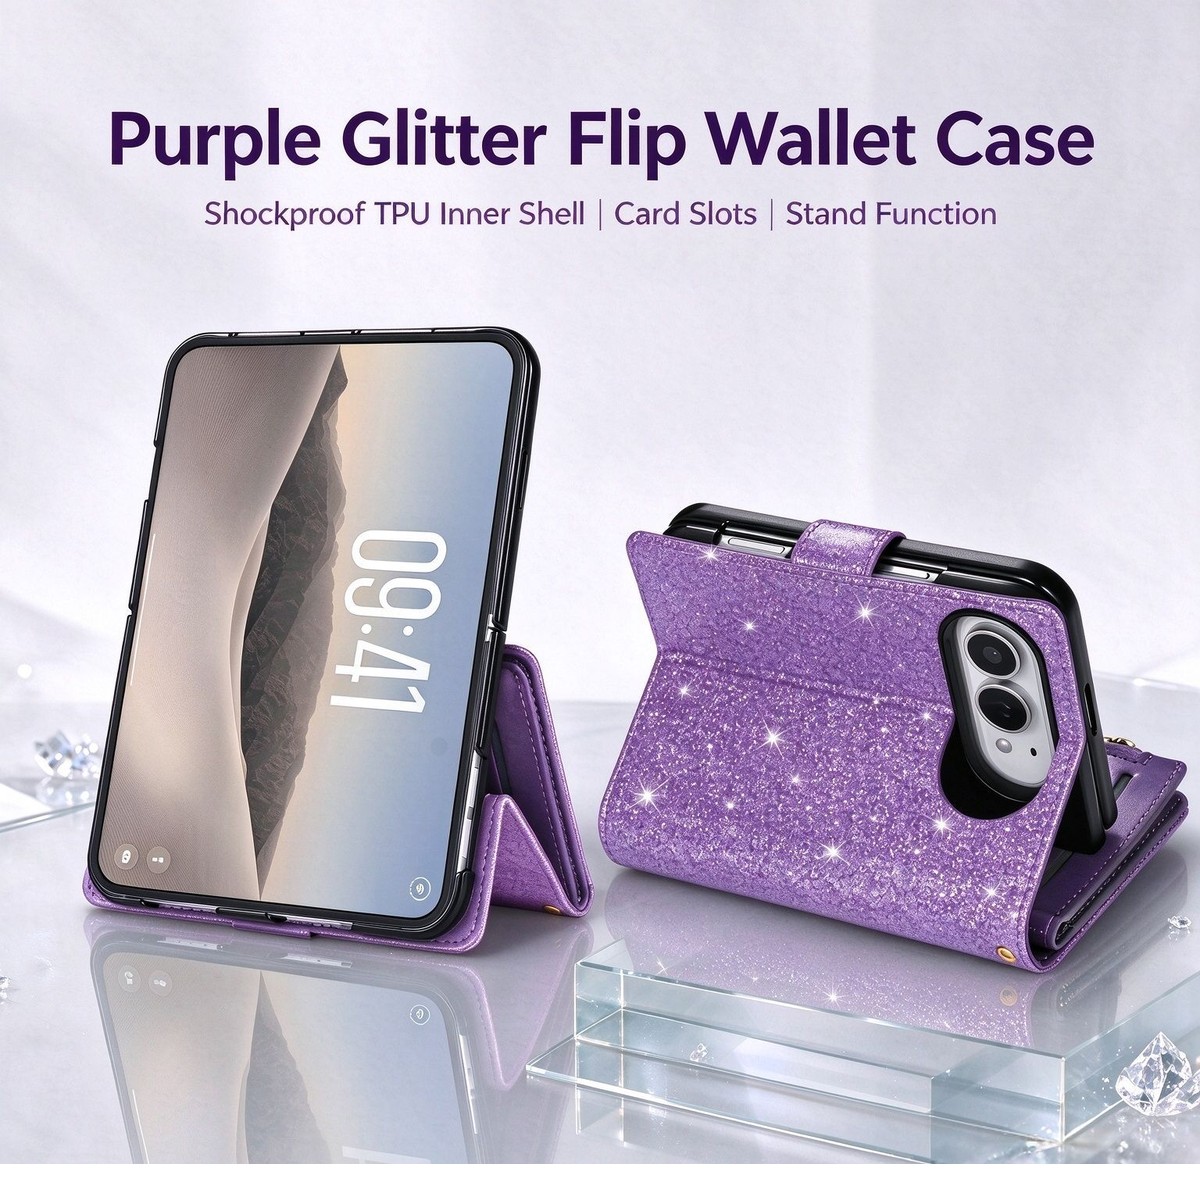 Purple Glitter Flip Wallet Case
Shockproof TPU Inner Shell | Card Slots | Stand Function
09:41